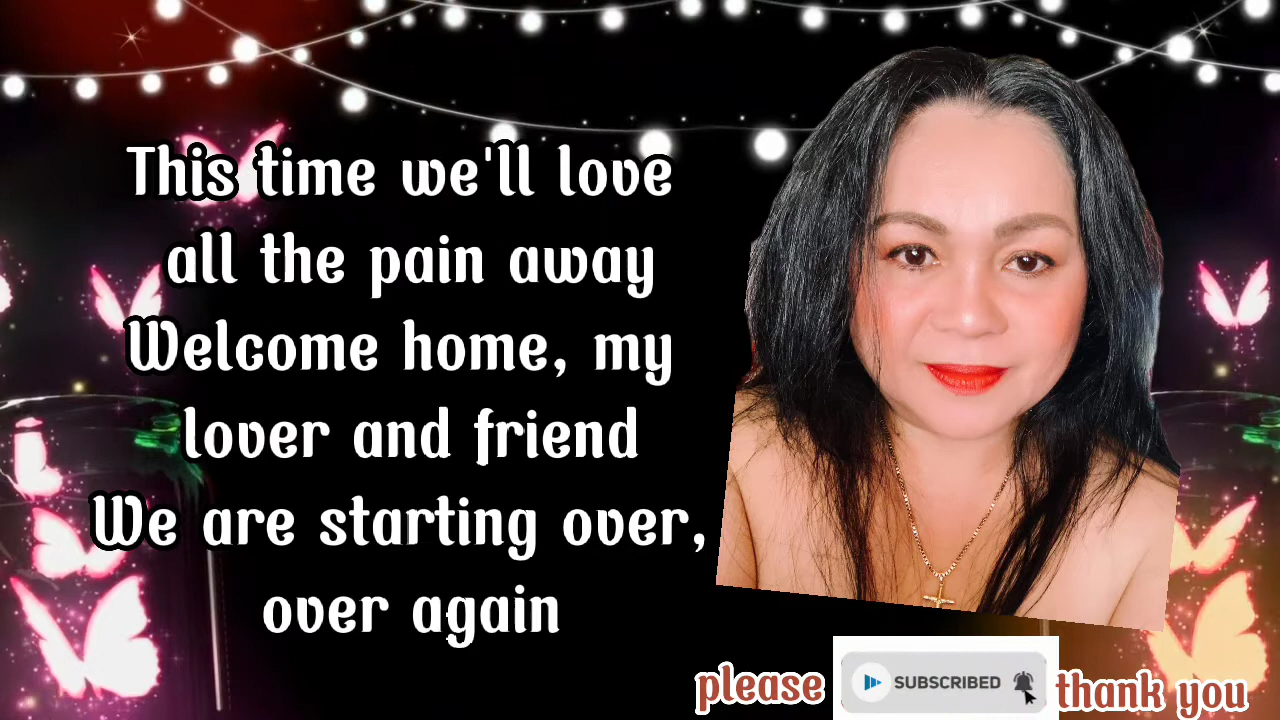 This time we'll love
all the pain away
Welcome home, my
lover and friend
We are starting over,
over again
please SUBSCRIBED thank you